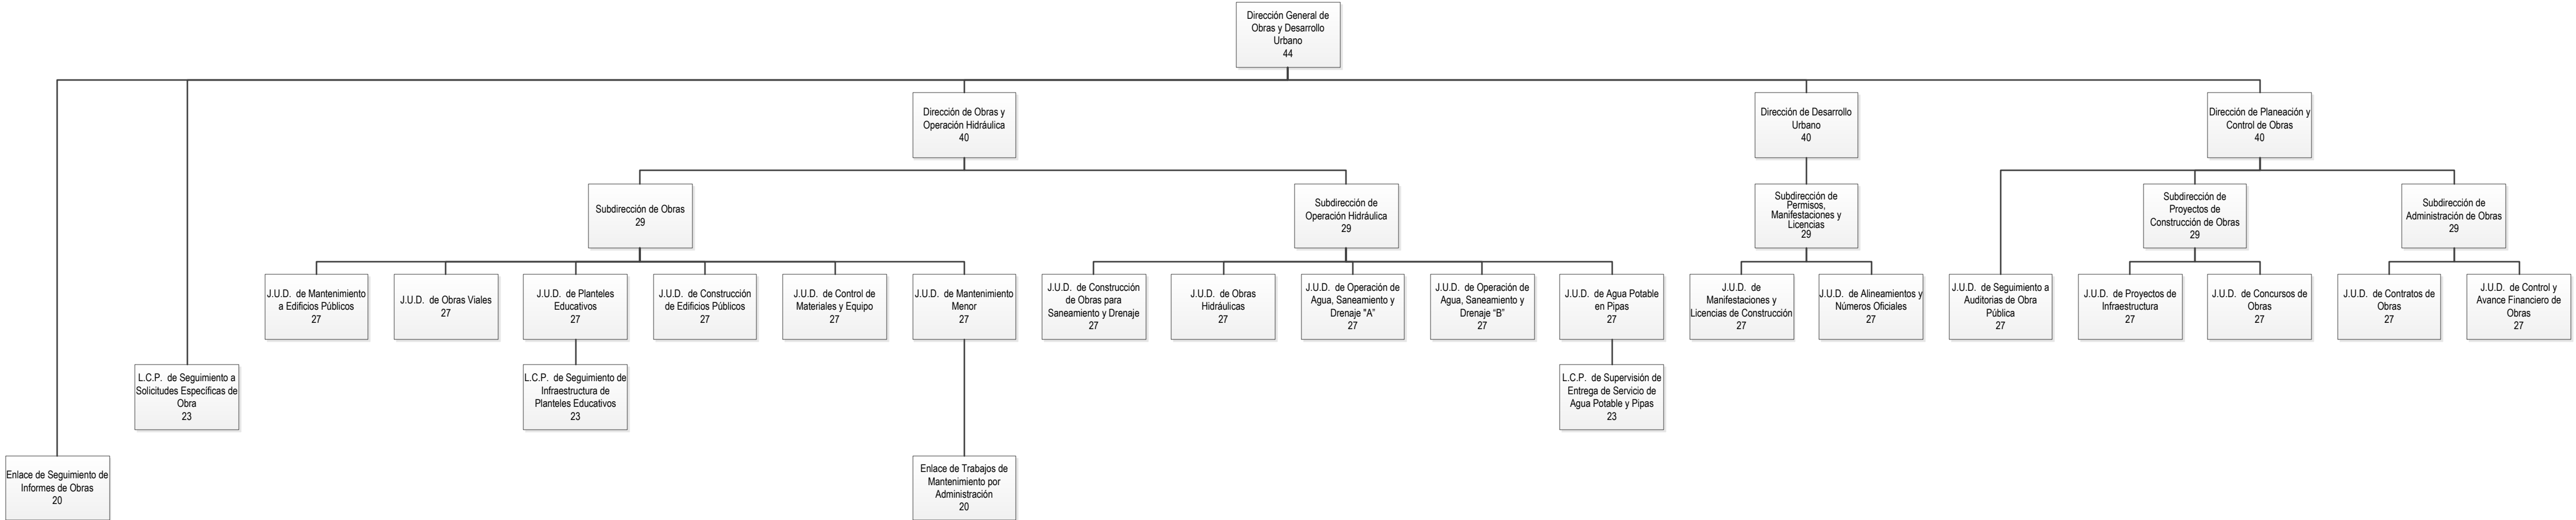 Dirección General de
Obras y Desarrollo
Urbano
44
Dirección de Obras y
Operación Hidráulica
40
Dirección de Desarrollo
Urbano
40
Dirección de Planeación y
Control de Obras
40
Subdirección de Obras
29
Subdirección de
Operación Hidráulica
29
Subdirección de
Permisos,
Manifestaciones y
Licencias
29
Subdirección de
Proyectos de
Construcción de Obras
29
Subdirección de
Administración de Obras
29
J.U.D. de Mantenimiento
a Edificios Públicos
27
J.U.D. de Obras Viales
27
J.U.D. de Planteles
Educativos
27
J.U.D. de Construcción
de Edificios Públicos
27
J.U.D. de Control de
Materiales y Equipo
27
J.U.D. de Mantenimiento
Menor
27
J.U.D. de Construcción
de Obras para
Saneamiento y Drenaje
27
J.U.D. de Obras
Hidráulicas
27
J.U.D. de Operación de
Agua, Saneamiento y
Drenaje "A"
27
J.U.D. de Operación de
Agua, Saneamiento y
Drenaje "B"
27
J.U.D. de Agua Potable
en Pipas
27
J.U.D. de
Manifestaciones y
Licencias de Construcción
27
J.U.D. de Alineamientos y
Números Oficiales
27
J.U.D. de Seguimiento a
Auditorias de Obra
Pública
27
J.U.D. de Proyectos de
Infraestructura
27
J.U.D. de Concursos de
Obras
27
J.U.D. de Contratos de
Obras
27
J.U.D. de Control y
Avance Financiero de
Obras
27
L.C.P. de Seguimiento a
Solicitudes Específicas de
Obra
23
L.C.P. de Seguimiento de
Infraestructura de
Planteles Educativos
23
L.C.P. de Supervisión de
Entrega de Servicio de
Agua Potable y Pipas
23
Enlace de Seguimiento de
Informes de Obras
20
Enlace de Trabajos de
Mantenimiento por
Administración
20